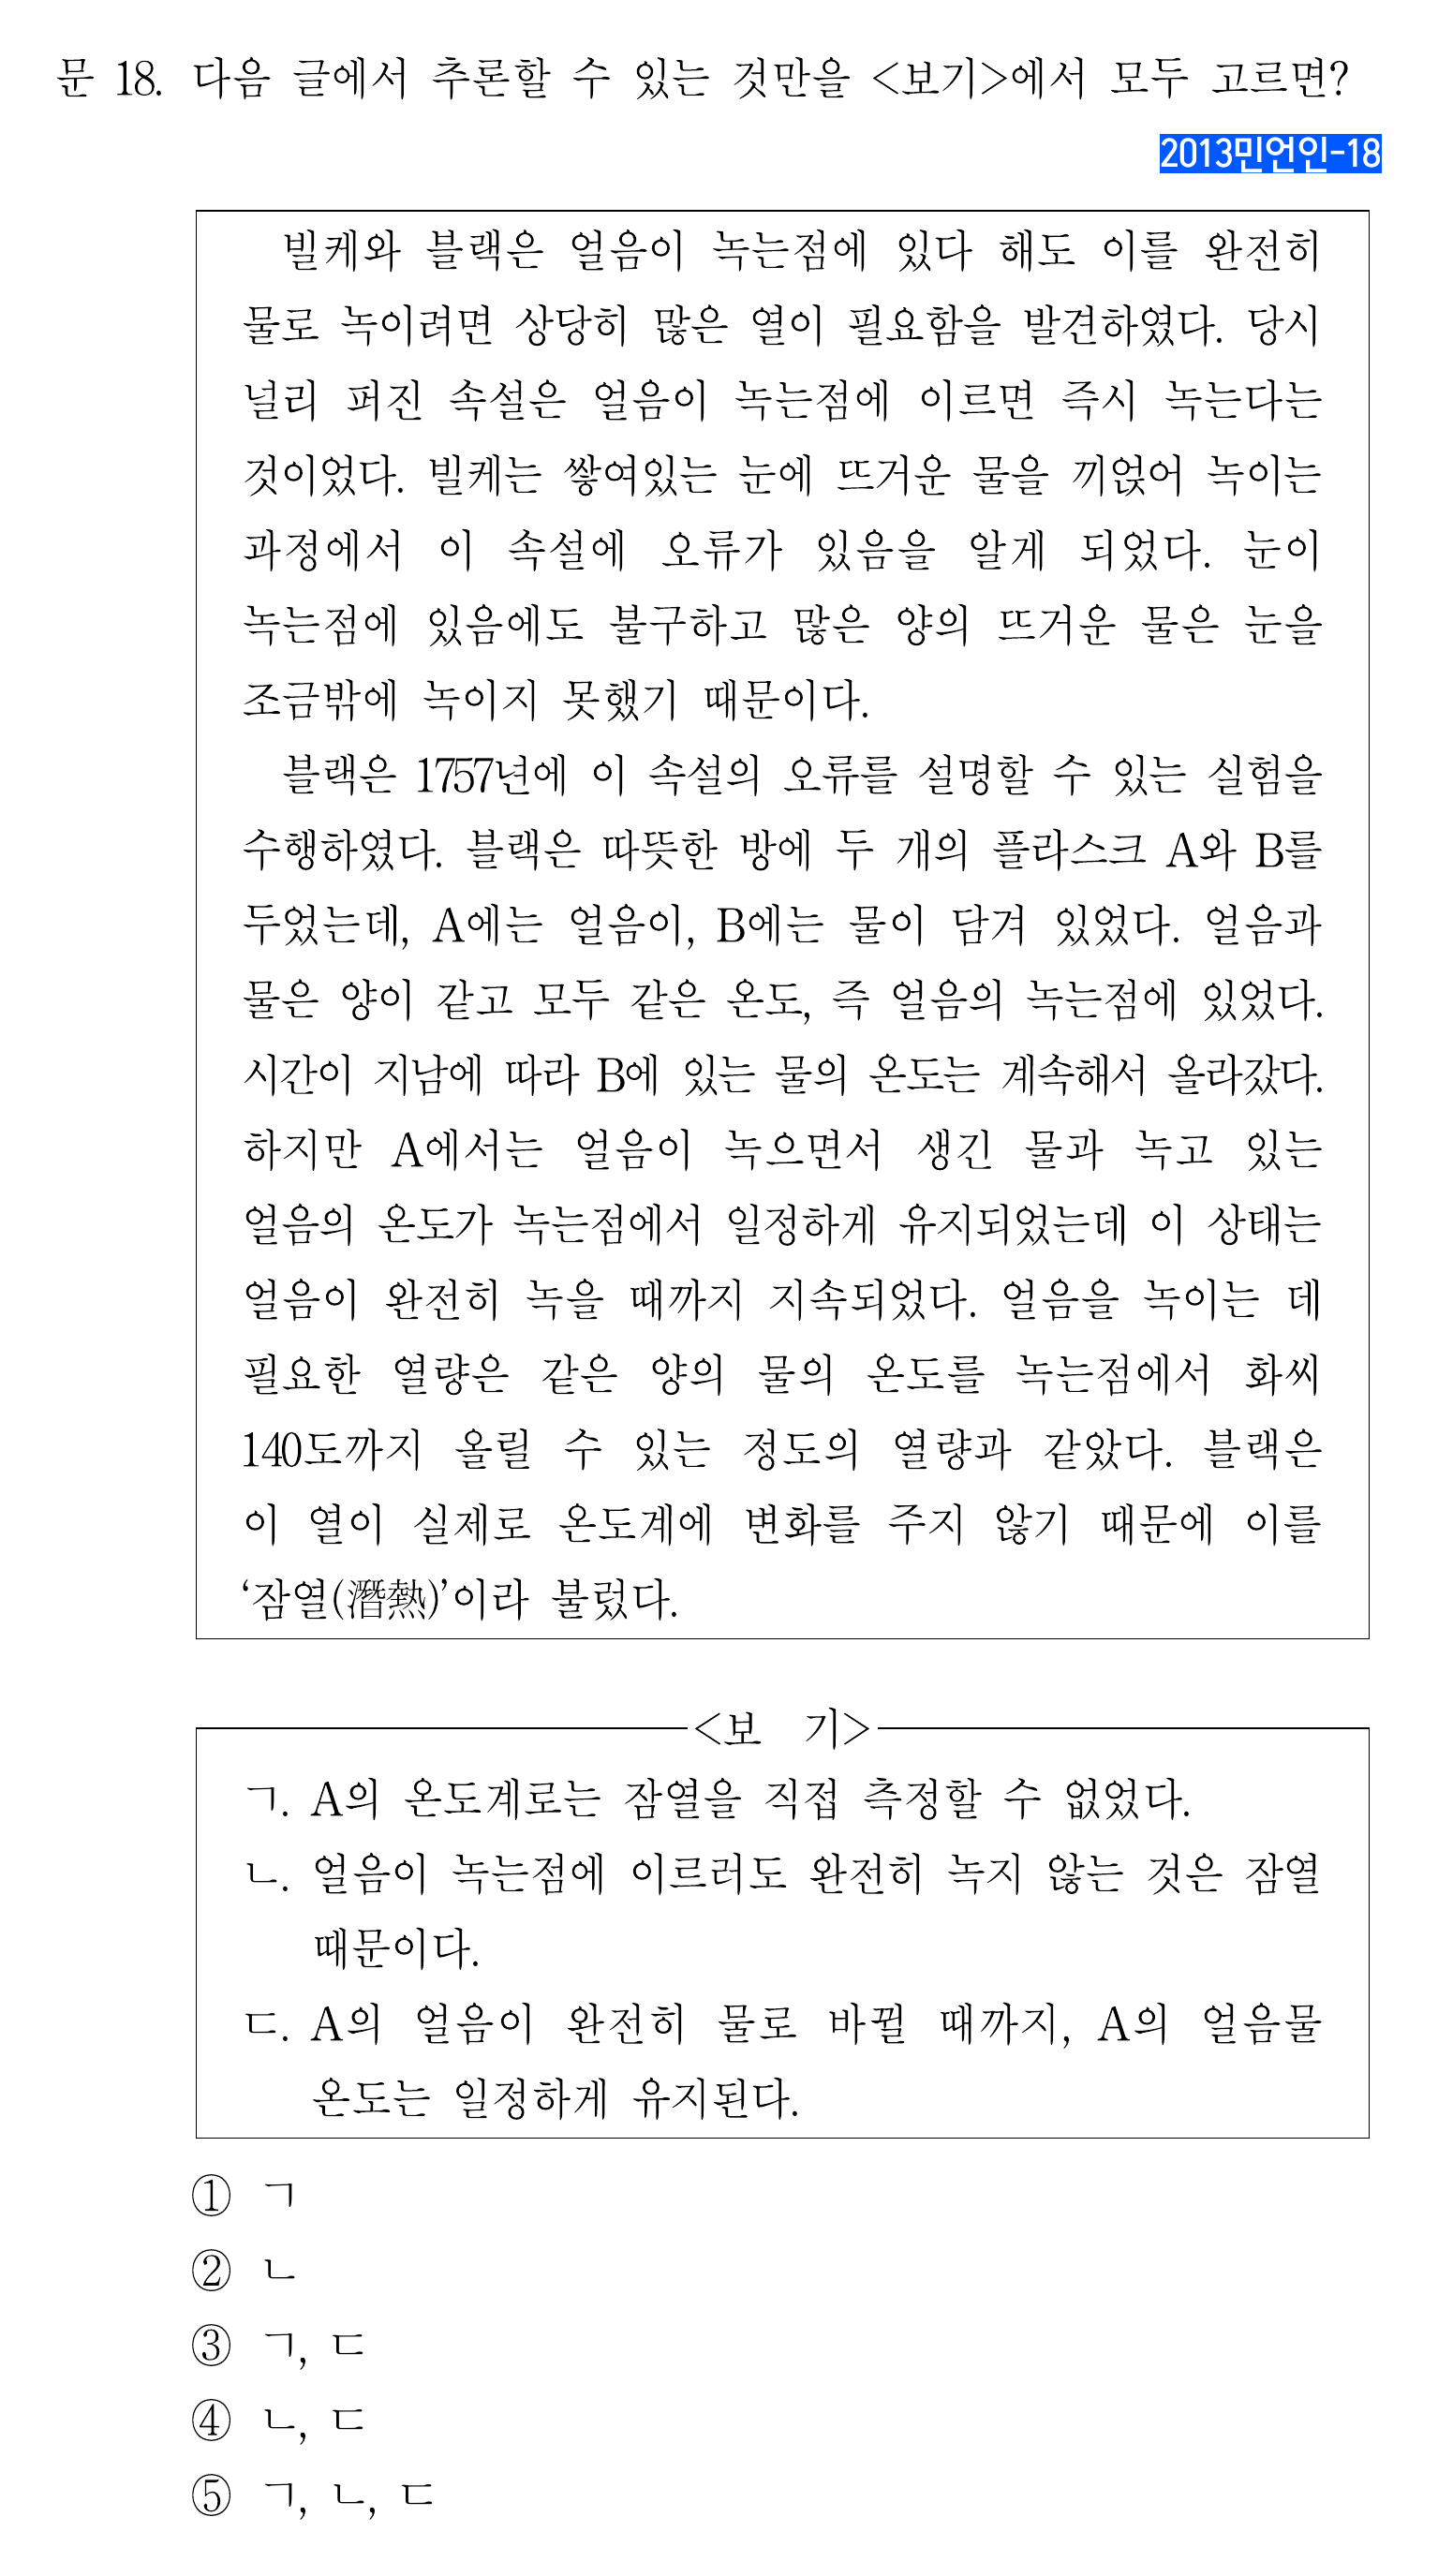 문 18. 다음 글에서 추론할 수 있는 것만을 <보기>에서 모두 고르면?
2013민언인-18
빌케와 블랙은 얼음이 녹는점에 있다 해도 이를 완전히
물로 녹이려면 상당히 많은 열이 필요함을 발견하였다. 당시
널리 퍼진 속설은 얼음이 녹는점에 이르면 즉시 녹는다는
것이었다. 빌케는 쌓여있는 눈에 뜨거운 물을 끼얹어 녹이는
과정에서 이 속설에 오류가 있음을 알게 되었다. 눈이
녹는점에 있음에도 불구하고 많은 양의 뜨거운 물은 눈을
조금밖에 녹이지 못했기 때문이다.
블랙은 1757년에 이 속설의 오류를 설명할 수 있는 실험을
수행하였다. 블랙은 따뜻한 방에 두 개의 플라스크 A와 B를
두었는데, A에는 얼음이, B에는 물이 담겨 있었다. 얼음과
물은 양이 같고 모두 같은 온도, 즉 얼음의 녹는점에 있었다.
시간이 지남에 따라 B에 있는 물의 온도는 계속해서 올라갔다.
하지만 A에서는 얼음이 녹으면서 생긴 물과 녹고 있는
얼음의 온도가 녹는점에서 일정하게 유지되었는데 이 상태는
얼음이 완전히 녹을 때까지 지속되었다. 얼음을 녹이는 데
필요한 열량은 같은 양의 물의 온도를 녹는점에서 화씨
140도까지 올릴 수 있는 정도의 열량과 같았다. 블랙은
이 열이 실제로 온도계에 변화를 주지 않기 때문에 이를
‘잠열(潛熱)’이라 불렀다.
<보 기>
ㄱ. A의 온도계로는 잠열을 직접 측정할 수 없었다.
ㄴ. 얼음이 녹는점에 이르러도 완전히 녹지 않는 것은 잠열
때문이다.
ㄷ. A의 얼음이 완전히 물로 바뀔 때까지, A의 얼음물
온도는 일정하게 유지된다.
① ㄱ
② ㄴ
③ ㄱ, ㄷ
④ ㄴ, ㄷ
⑤ ㄱ, ㄴ, ㄷ